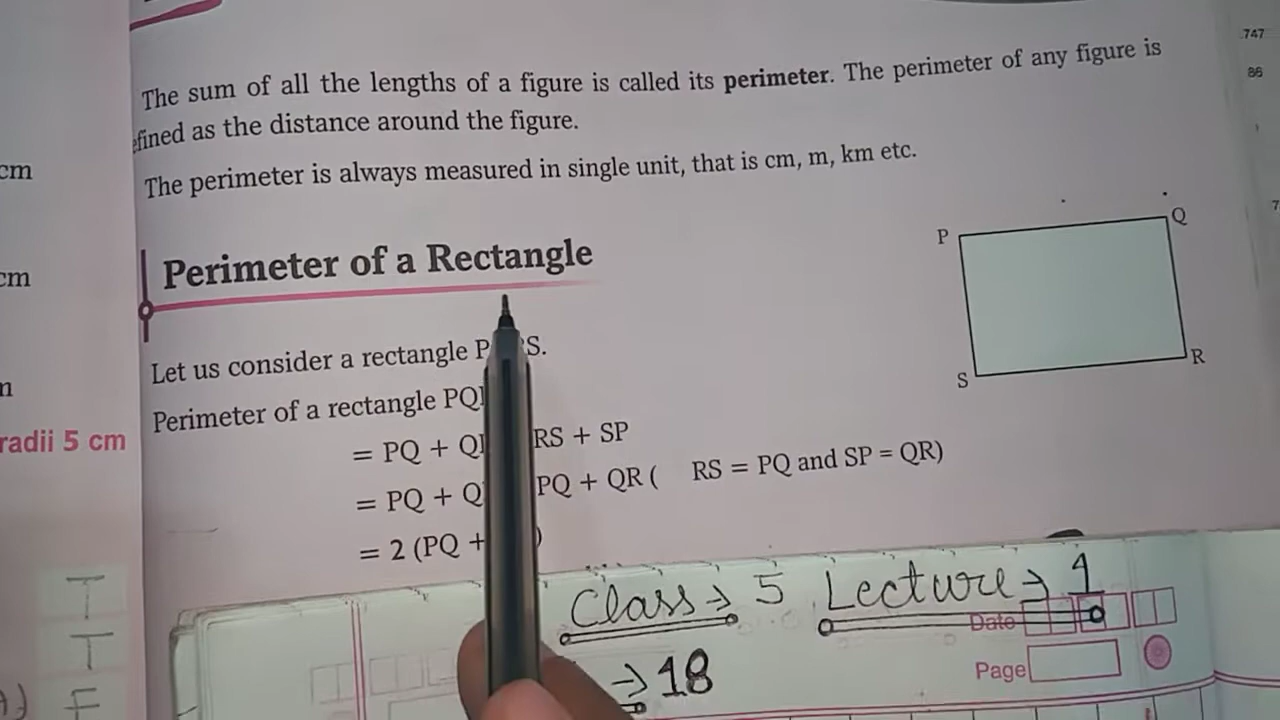 The sum of all the lengths of a figure is called its perimeter. The perimeter of any figure is
efined as the distance around the figure.
The perimeter is always measured in single unit, that is cm, m, km etc.
Perimeter of a Rectangle
Let us consider a rectangle P S.
Perimeter of a rectangle PQ
= PQ + Q RS + SP
= PQ + Q PQ + QR ( RS = PQ and SP = QR)
= 2 (PQ + )
P
Q
S
R
cm
cm
radii 5 cm
T
T
F
747
86
7
Class → 5 Lecture → 1
→ 18
Date
Page